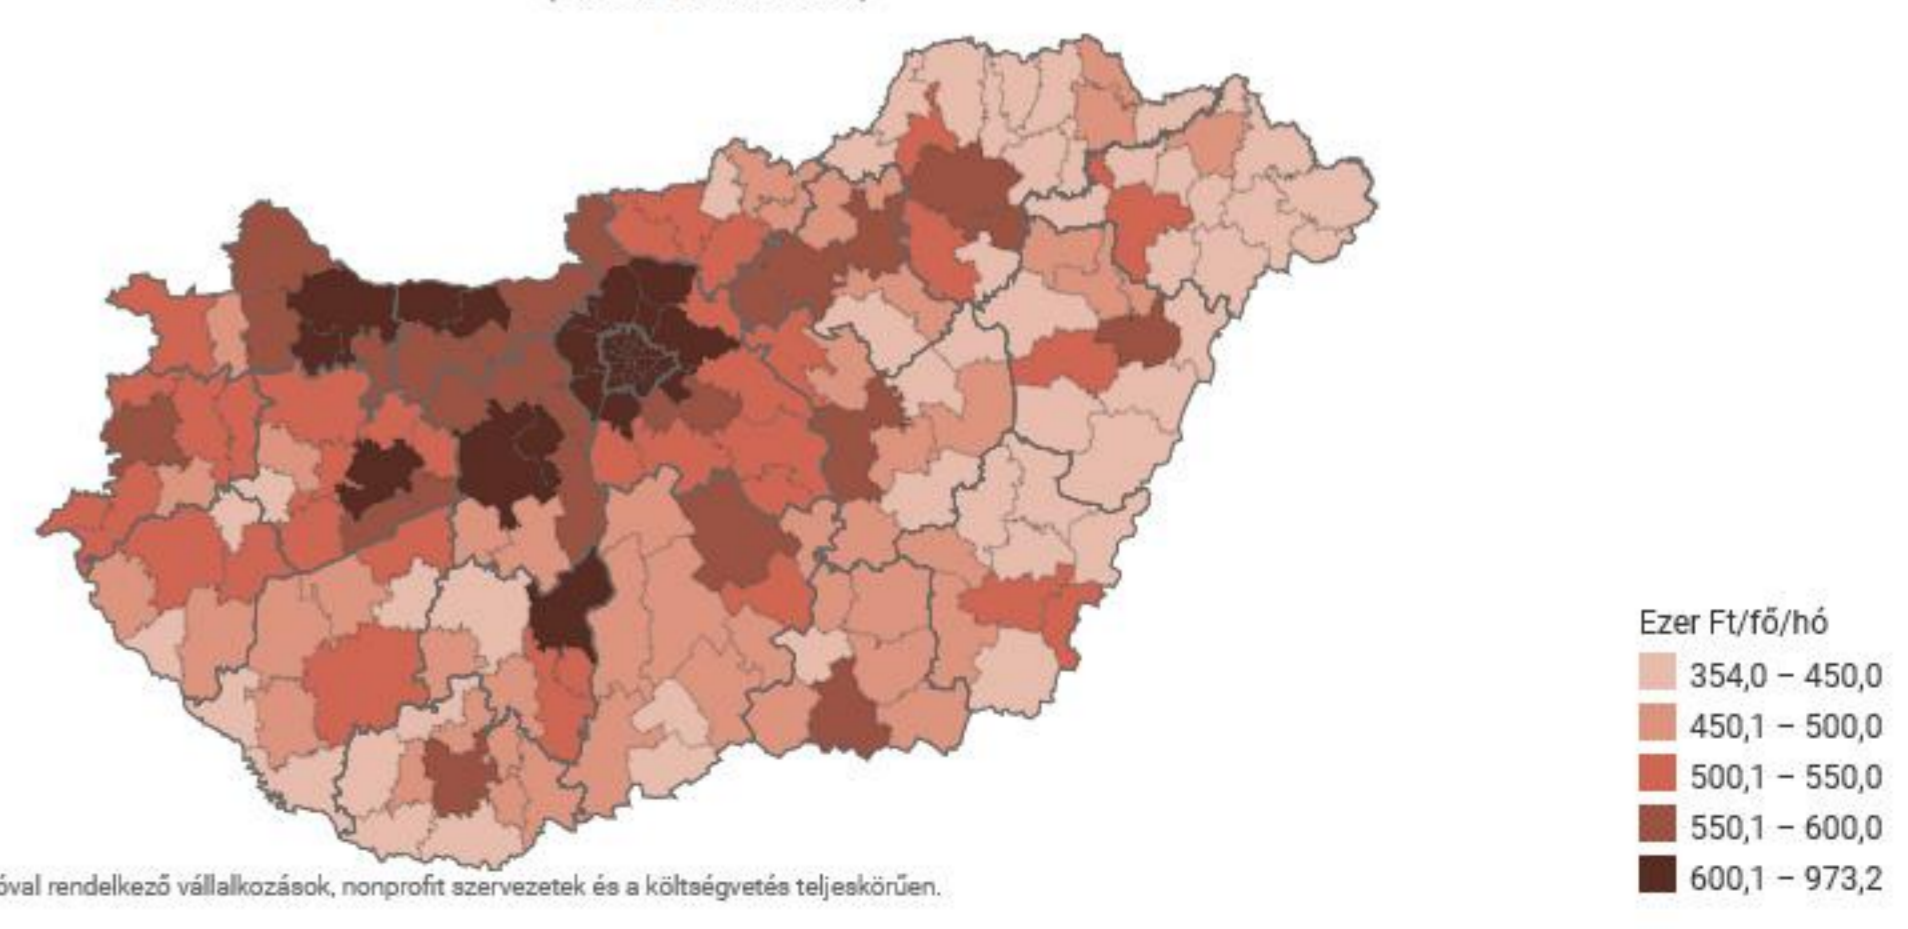 Ezer Ft/fő/hó
354,0 – 450,0
450,1 – 500,0
500,1 – 550,0
550,1 – 600,0
600,1 – 973,2
óval rendelkező válllalkozások, nonprofit szervezetek és a költségvetés teljeskörűen.